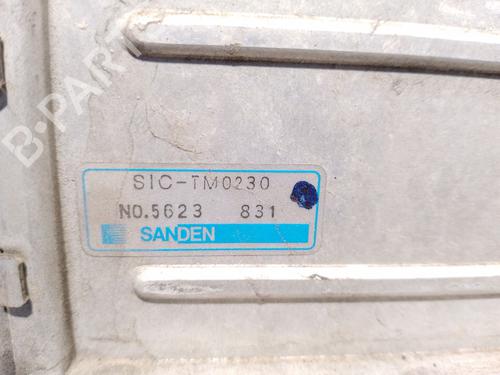 B-PARTS
SIC-TM0230
NO.5623 831
SANDEN